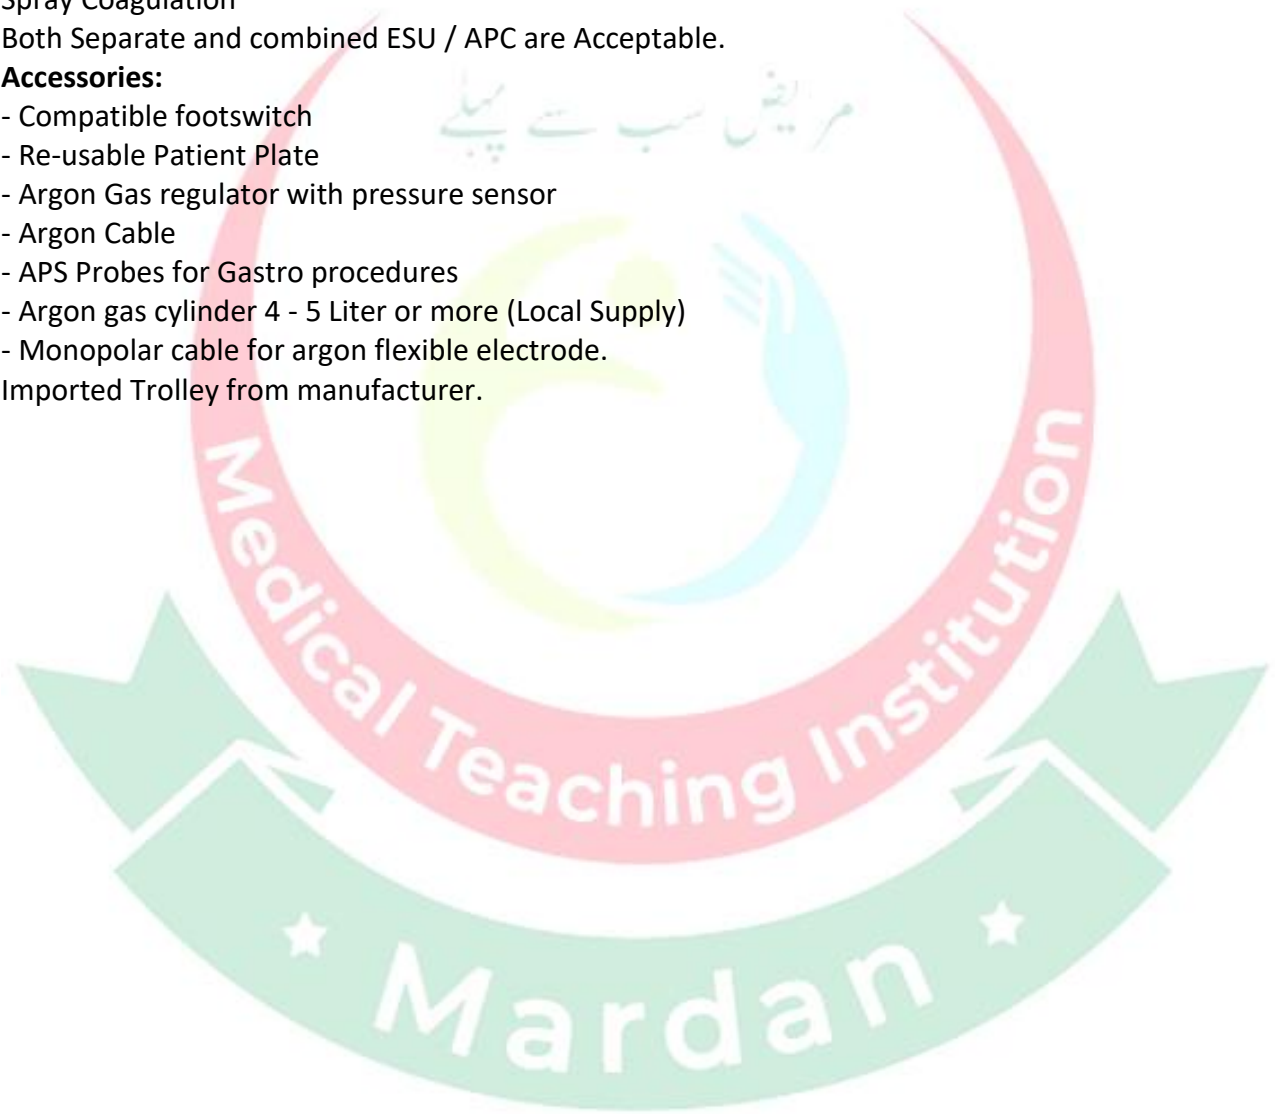 Spray Coagulation
Both Separate and combined ESU / APC are Acceptable.
Accessories:
- Compatible footswitch
مریض سب سے پہلے
- Re-usable Patient Plate
- Argon Gas regulator with pressure sensor
- Argon Cable
- APS Probes for Gastro procedures
- Argon gas cylinder 4 - 5 Liter or more (Local Supply)
- Monopolar cable for argon flexible electrode.
Imported Trolley from manufacturer.
Medical Teaching Institution
Mardan